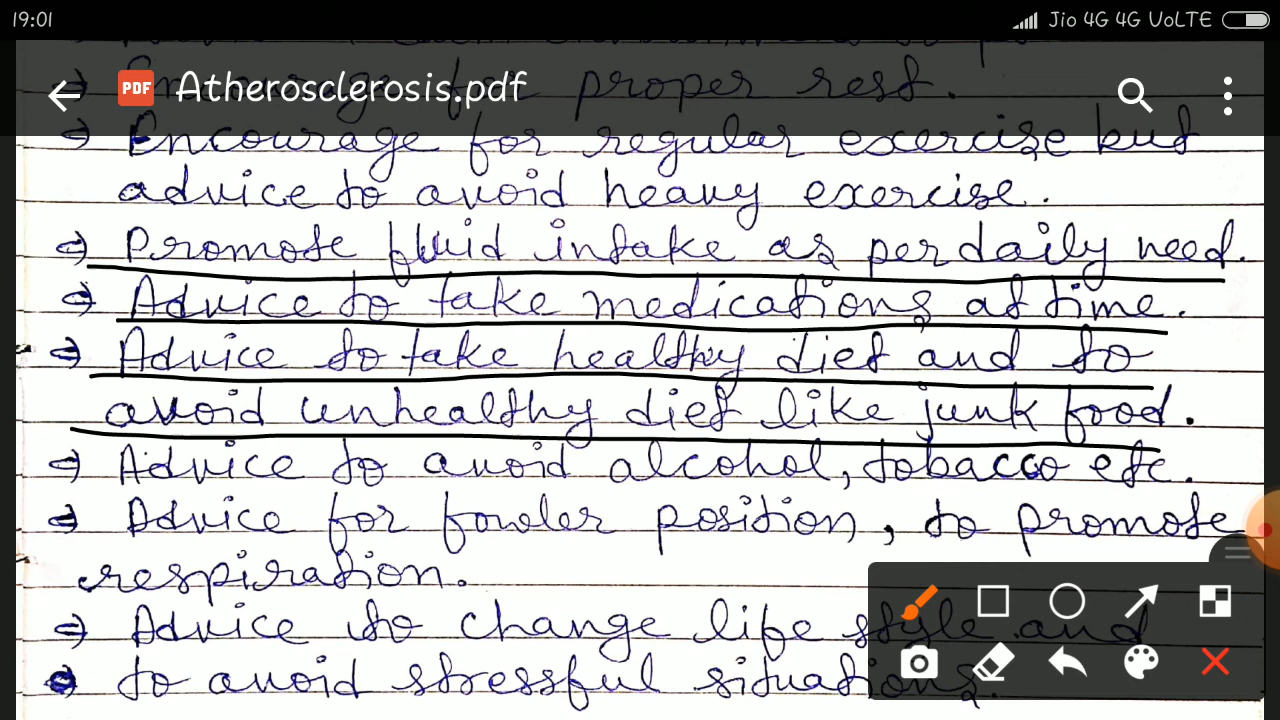 19:01 Jio 4G 4G VoLTE
PDF Atherosclerosis.pdf
⇒ Encourage for proper rest.
⇒ Encourage for regular exercise but
advice to avoid heavy exercise.
⇒ Promote fluid intake as per daily need.
⇒ Advice to take medications at time.
⇒ Advice to take healthy diet and to
avoid unhealthy diet like junk food.
⇒ Advice to avoid alcohol, tobacco etc.
⇒ Advice for fowler position, to promote
respiration.
⇒ Advice to change life style and
to avoid stressful situations.